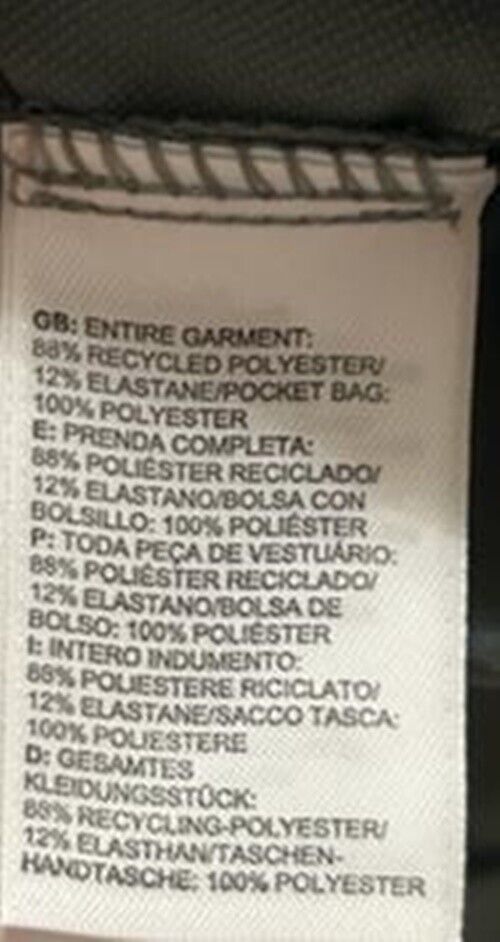 GB: ENTIRE GARMENT:
88% RECYCLED POLYESTER/
12% ELASTANE/POCKET BAG:
100% POLYESTER
E: PRENDA COMPLETA:
88% POLIÉSTER RECICLADO/
12% ELASTANO/BOLSA CON
BOLSILLO: 100% POLIÉSTER
P: TODA PEÇA DE VESTUÁRIO:
88% POLIÉSTER RECICLADO/
12% ELASTANO/BOLSA DE
BOLSO: 100% POLIÉSTER
I: INTERO INDUMENTO:
88% POLIESTERE RICICLATO/
12% ELASTANE/SACCO TASCA:
100% POLIESTERE
D: GESAMTES
KLEIDUNGSSTÜCK:
88% RECYCLING-POLYESTER/
12% ELASTHAN/TASCHEN-
HANDTASCHE: 100% POLYESTER